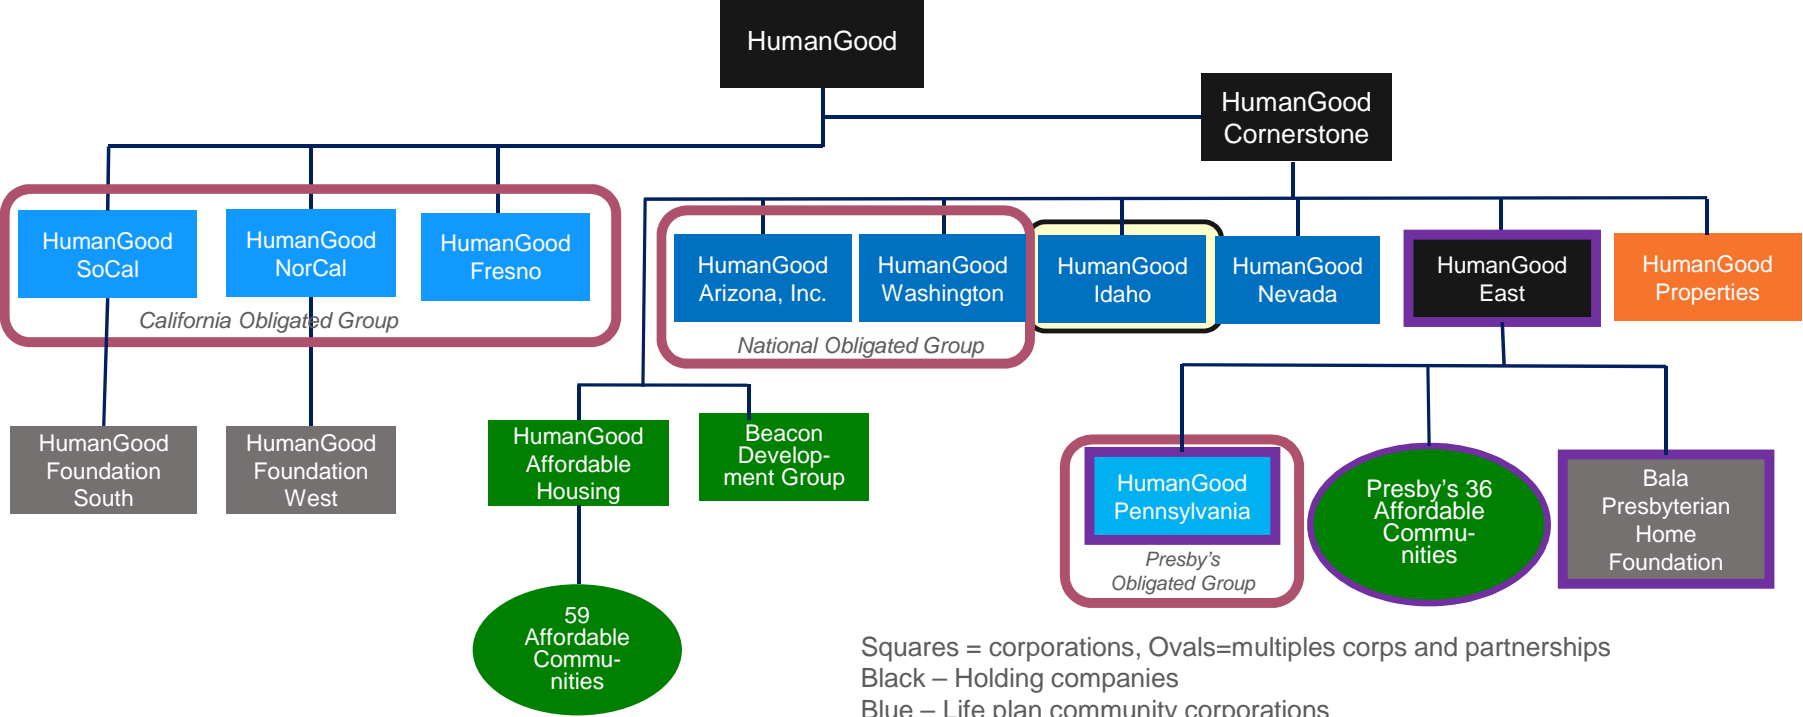 HumanGood
HumanGood
Cornerstone
HumanGood
SoCal
HumanGood
NorCal
HumanGood
Fresno
California Obligated Group
HumanGood
Arizona, Inc.
HumanGood
Washington
National Obligated Group
HumanGood
Idaho
HumanGood
Nevada
HumanGood
East
HumanGood
Properties
HumanGood
Foundation
South
HumanGood
Foundation
West
HumanGood
Affordable
Housing
Beacon
Develop-
ment Group
HumanGood
Pennsylvania
Presby's
Obligated Group
Presby's 36
Affordable
Commu-
nities
Bala
Presbyterian
Home
Foundation
59
Affordable
Commu-
nities
Squares = corporations, Ovals=multiples corps and partnerships
Black – Holding companies
Blue – Life plan community corporations